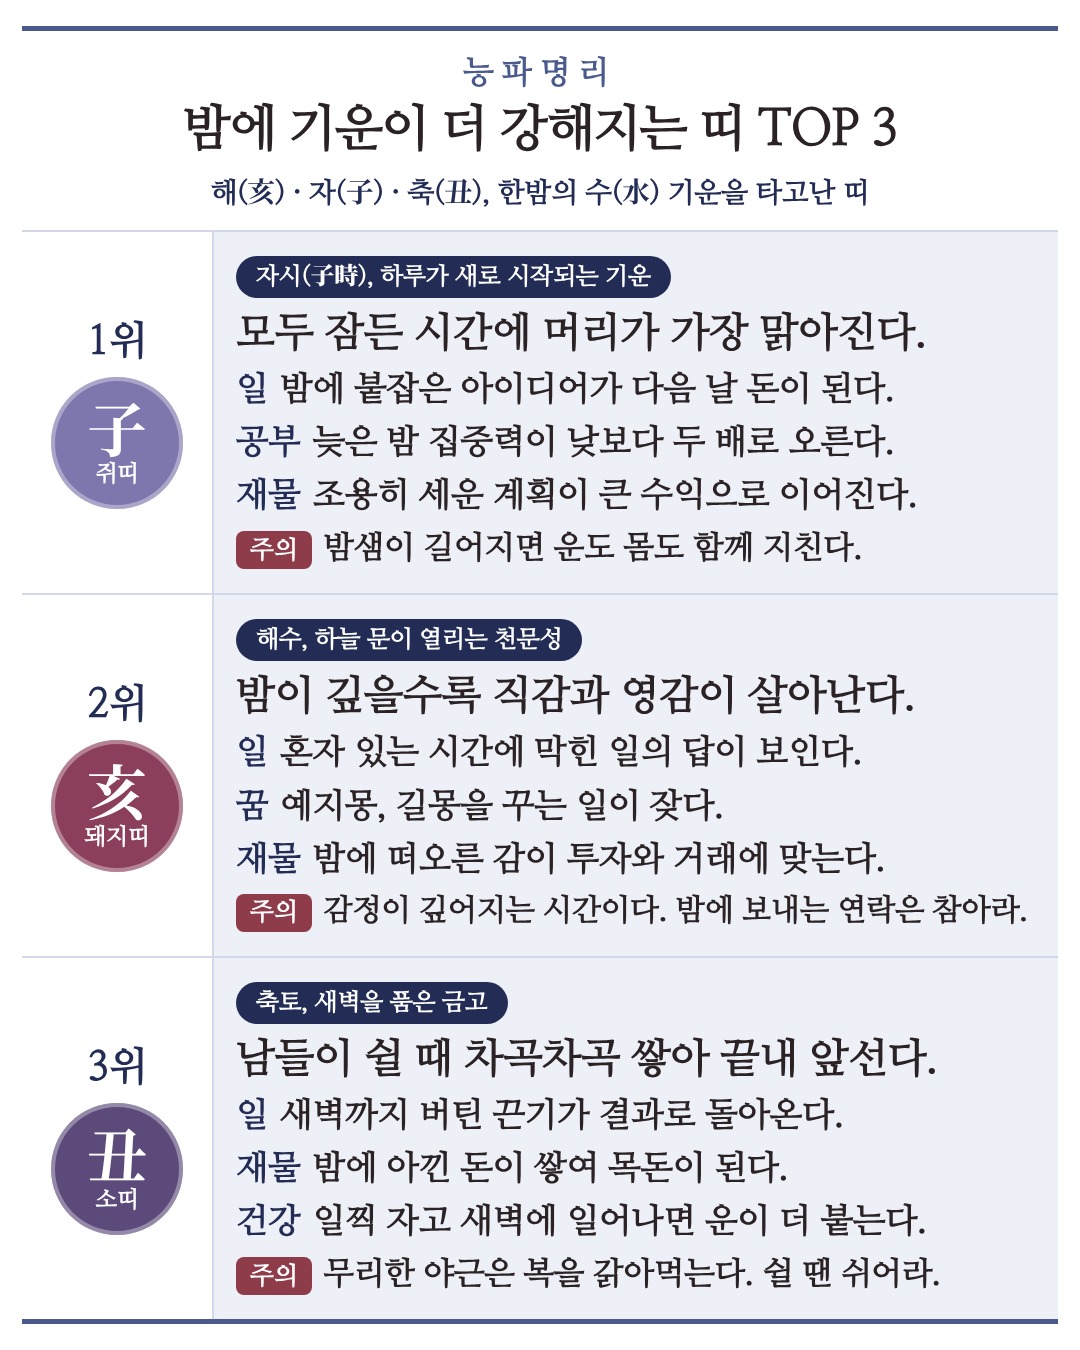 능파명리
밤에 기운이 더 강해지는 띠 TOP 3
해(亥) · 자(子) · 축(丑), 한밤의 수(水) 기운을 타고난 띠
1위
子
쥐띠
자시(子時), 하루가 새로 시작되는 기운
모두 잠든 시간에 머리가 가장 맑아진다.
일 밤에 붙잡은 아이디어가 다음 날 돈이 된다.
공부 늦은 밤 집중력이 낮보다 두 배로 오른다.
재물 조용히 세운 계획이 큰 수익으로 이어진다.
주의 밤샘이 길어지면 운도 몸도 함께 지친다.
2위
亥
돼지띠
해수, 하늘 문이 열리는 천문성
밤이 깊을수록 직감과 영감이 살아난다.
일 혼자 있는 시간에 막힌 일의 답이 보인다.
꿈 예지몽, 길몽을 꾸는 일이 잦다.
재물 밤에 떠오른 감이 투자와 거래에 맞는다.
주의 감정이 깊어지는 시간이다. 밤에 보내는 연락은 참아라.
3위
丑
소띠
축토, 새벽을 품은 금고
남들이 쉴 때 차곡차곡 쌓아 끝내 앞선다.
일 새벽까지 버틴 끈기가 결과로 돌아온다.
재물 밤에 아낀 돈이 쌓여 목돈이 된다.
건강 일찍 자고 새벽에 일어나면 운이 더 붙는다.
주의 무리한 야근은 복을 갉아먹는다. 쉴 땐 쉬어라.